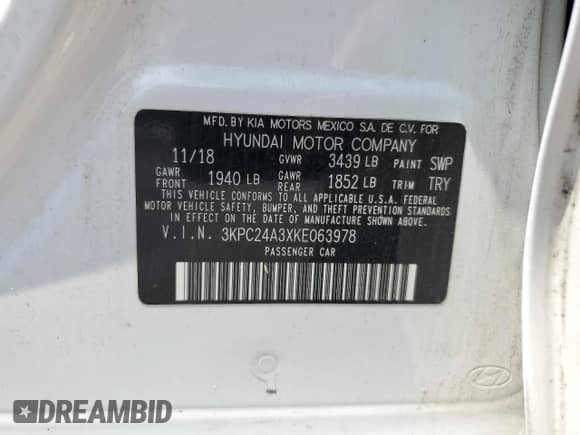 MFD. BY KIA MOTORS MEXICO S.A. DE C.V. FOR
HYUNDAI MOTOR COMPANY
11/18 GVWR 3439 LB PAINT SWP
GAWR FRONT 1940 LB GAWR REAR 1852 LB TRIM TRY
THIS VEHICLE CONFORMS TO ALL APPLICABLE U.S.A. FEDERAL
MOTOR VEHICLE SAFETY, BUMPER, AND THEFT PREVENTION STANDARDS
IN EFFECT ON THE DATE OF MANUFACTURE SHOWN ABOVE.
V.I.N. 3KPC24A3XKE063978
PASSENGER CAR
DREAMBID